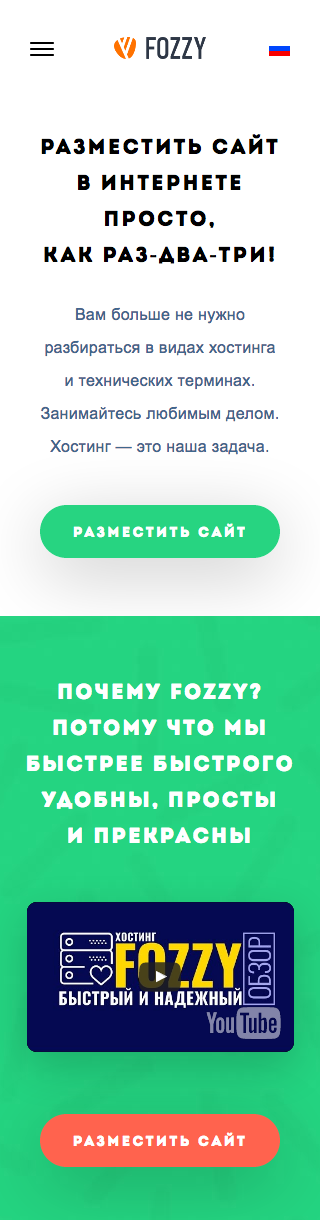 FOZZY
РАЗМЕСТИТЬ САЙТ
В ИНТЕРНЕТЕ
ПРОСТО,
КАК РАЗ-ДВА-ТРИ!
Вам больше не нужно
разбираться в видах хостинга
и технических терминах.
Занимайтесь любимым делом.
Хостинг — это наша задача.
РАЗМЕСТИТЬ САЙТ
ПОЧЕМУ FOZZY?
ПОТОМУ ЧТО МЫ
БЫСТРЕЕ БЫСТРОГО
УДОБНЫ, ПРОСТЫ
И ПРЕКРАСНЫ
ХОСТИНГ
FOZZY
ОБЗОР
БЫСТРЫЙ И НАДЕЖНЫЙ
YouTube
РАЗМЕСТИТЬ САЙТ